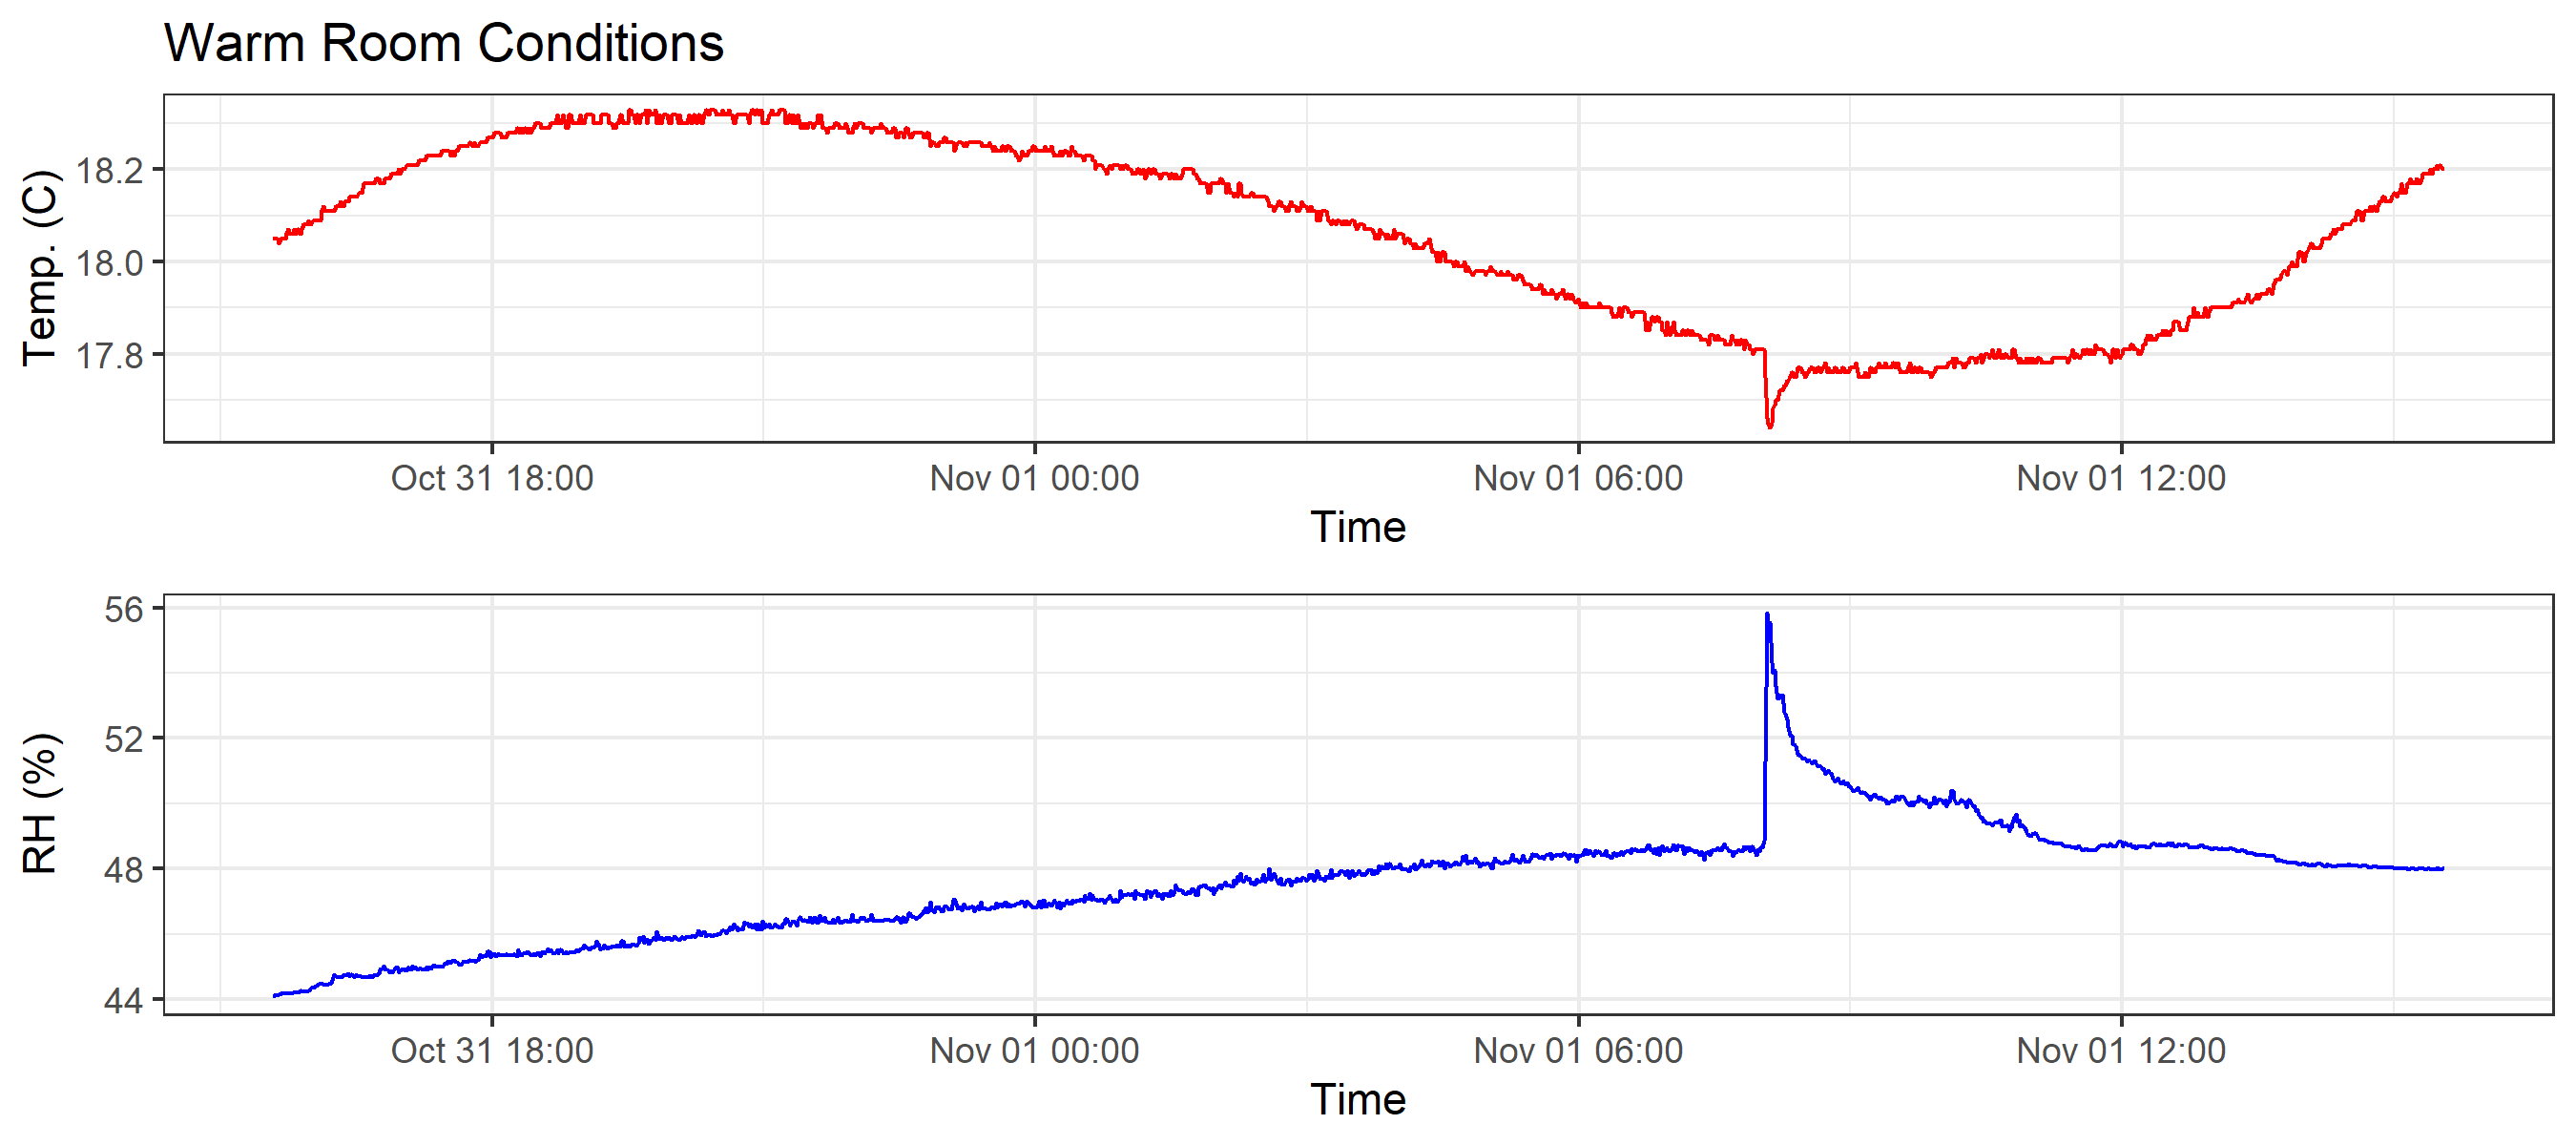 Warm Room Conditions
Temp. (C)
18.2
18.0
17.8
Oct 31 18:00 Nov 01 00:00 Nov 01 06:00 Nov 01 12:00
Time
RH (%)
56
52
48
44
Oct 31 18:00 Nov 01 00:00 Nov 01 06:00 Nov 01 12:00
Time